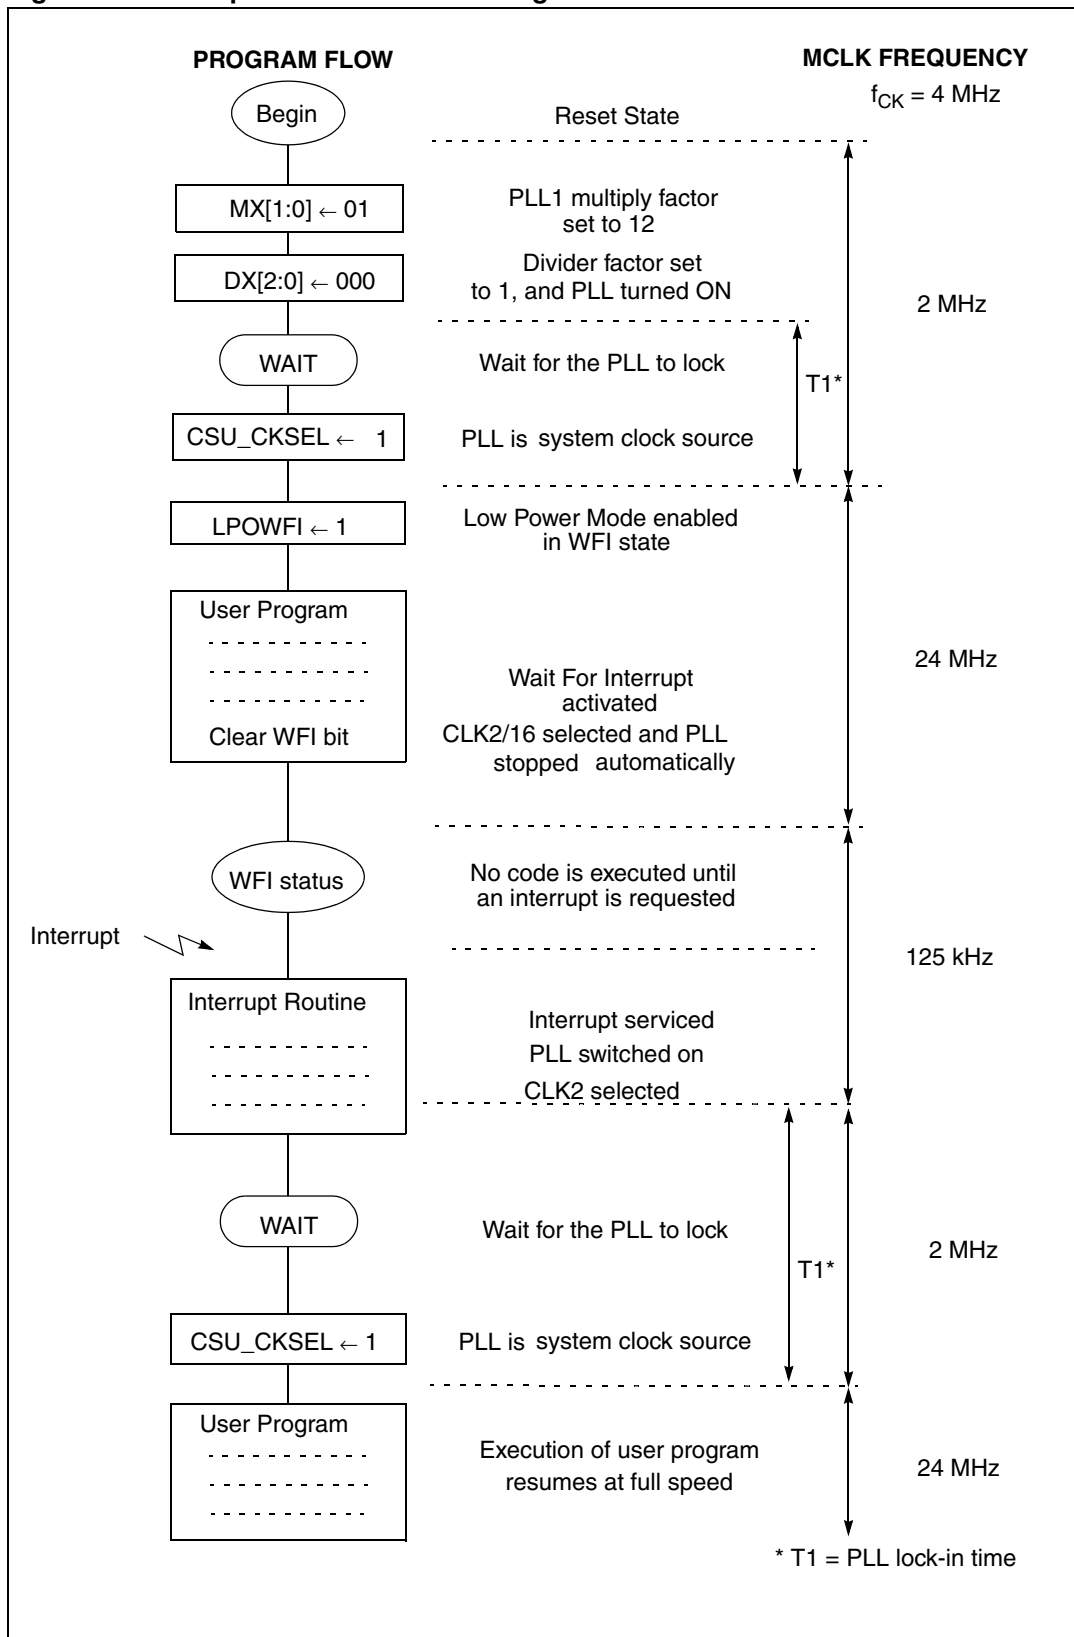 PROGRAM FLOW
MCLK FREQUENCY
fCK = 4 MHz
Begin
Reset State
MX[1:0] ← 01
PLL1 multiply factor
set to 12
DX[2:0] ← 000
Divider factor set
to 1, and PLL turned ON
2 MHz
WAIT
Wait for the PLL to lock
T1*
CSU_CKSEL ← 1
PLL is system clock source
LPOWFI ← 1
Low Power Mode enabled
in WFI state
User Program
Clear WFI bit
Wait For Interrupt
activated
CLK2/16 selected and PLL
stopped automatically
24 MHz
WFI status
No code is executed until
an interrupt is requested
Interrupt
125 kHz
Interrupt Routine
Interrupt serviced
PLL switched on
CLK2 selected
WAIT
Wait for the PLL to lock
T1*
2 MHz
CSU_CKSEL ← 1
PLL is system clock source
User Program
Execution of user program
resumes at full speed
24 MHz
* T1 = PLL lock-in time